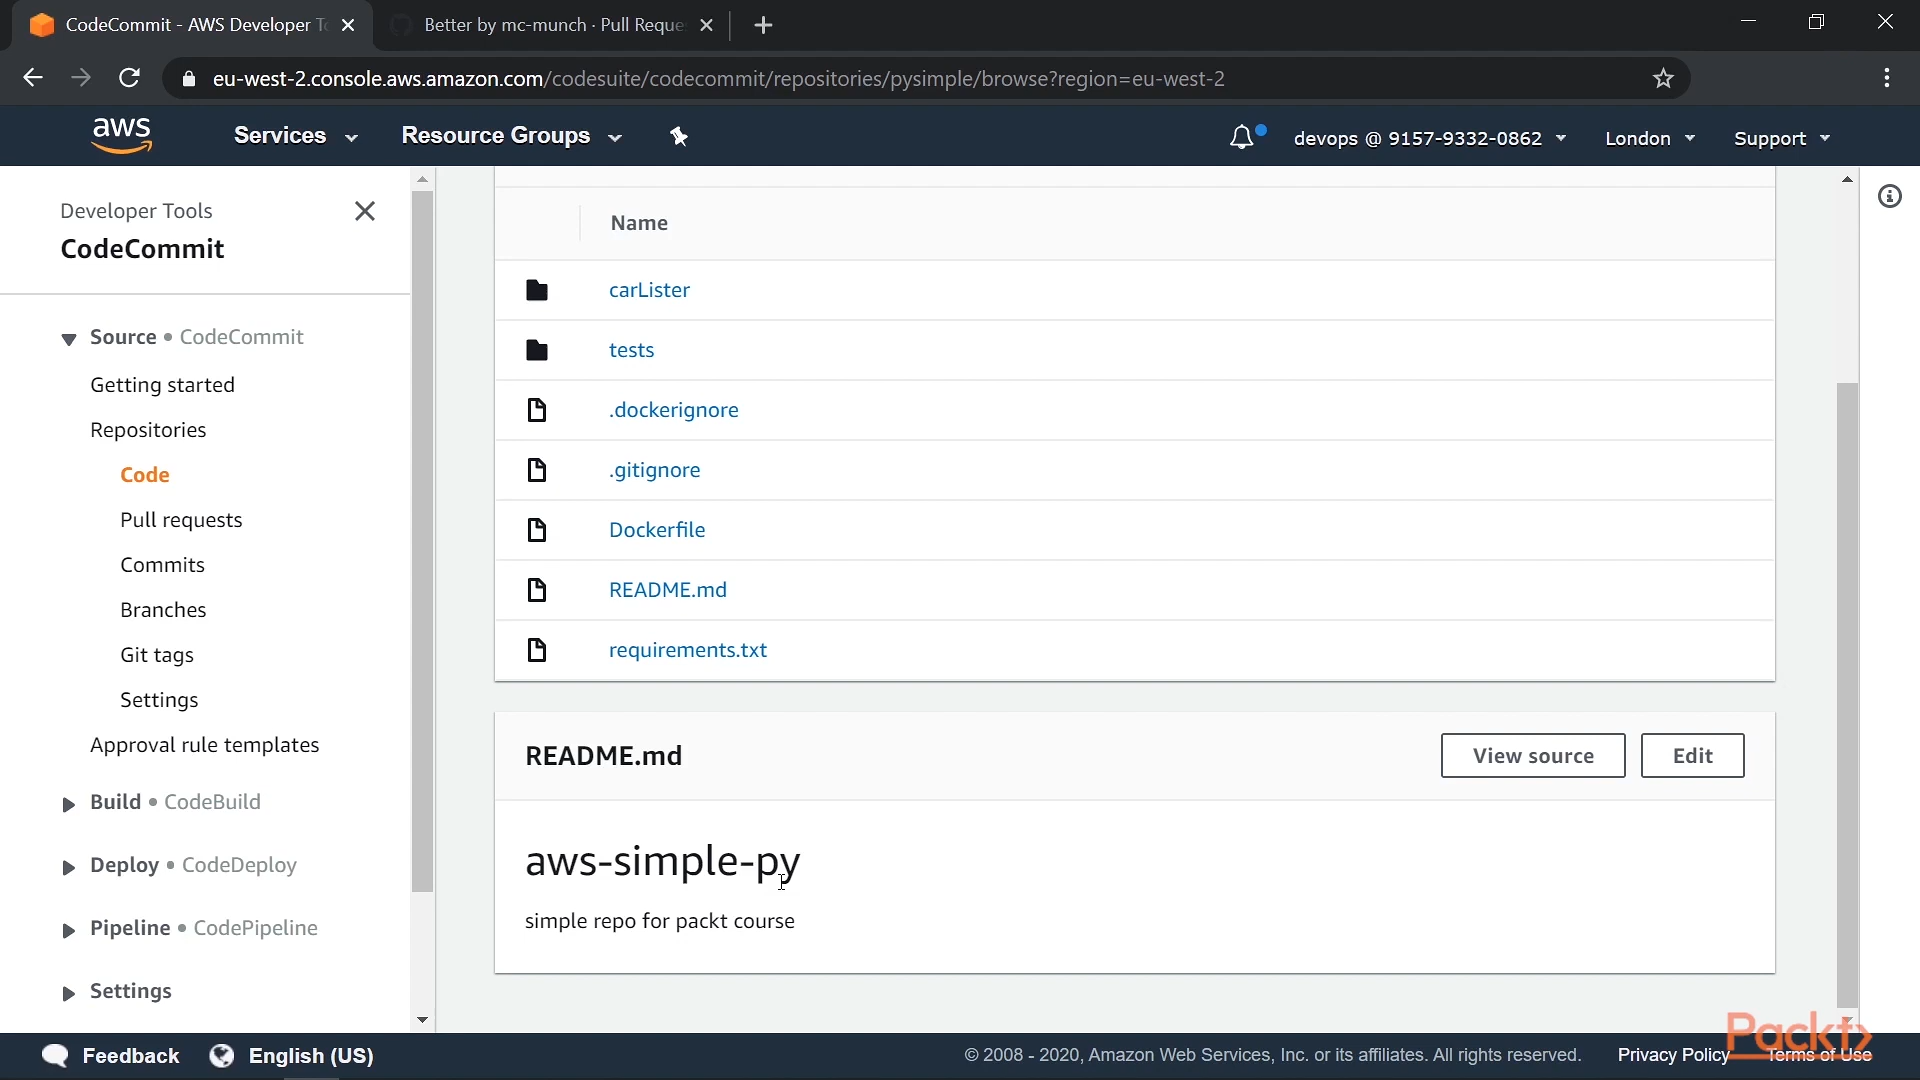 CodeCommit - AWS Developer To
Better by mc-munch · Pull Reque
eu-west-2.console.aws.amazon.com/codesuite/codecommit/repositories/pysimple/browse?region=eu-west-2
aws
Services
Resource Groups
devops @ 9157-9332-0862
London
Support
Developer Tools
CodeCommit
Source • CodeCommit
Getting started
Repositories
Code
Pull requests
Commits
Branches
Git tags
Settings
Approval rule templates
Build • CodeBuild
Deploy • CodeDeploy
Pipeline • CodePipeline
Settings
Name
carLister
tests
.dockerignore
.gitignore
Dockerfile
README.md
requirements.txt
README.md
View source
Edit
aws-simple-py
simple repo for packt course
Feedback
English (US)
© 2008 - 2020, Amazon Web Services, Inc. or its affiliates. All rights reserved.
Privacy Policy
Terms of Use
Packt